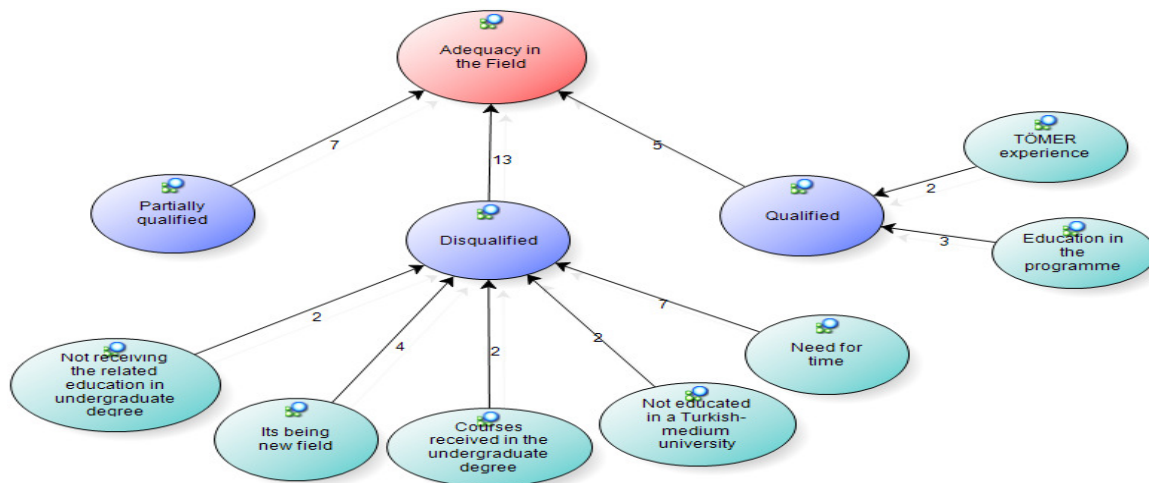 Adequacy in
the Field
7
13
5
TÖMER
experience
2
Partially
qualified
Disqualified
Qualified
3
Education in
the
programme
2
4
2
2
7
Need for
time
Not receiving
the related
education in
undergraduate
degree
Its being
new field
Courses
received in the
undergraduate
degree
Not educated
in a Turkish-
medium
university